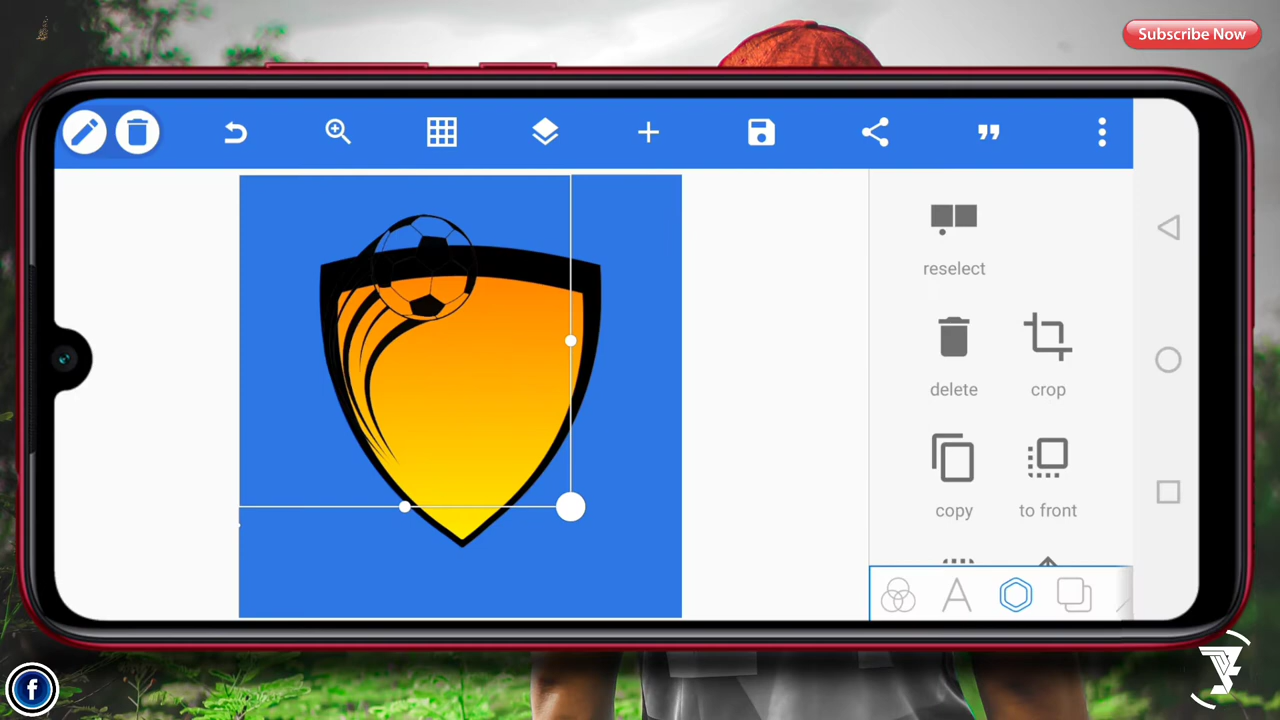 Subscribe Now
reselect
delete
crop
copy
to front